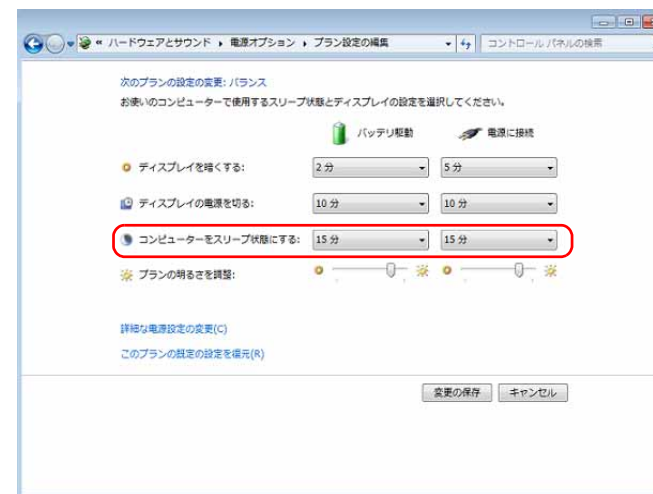 « ハードウェアとサウンド ▸ 電源オプション ▸ プラン設定の編集
コントロール パネルの検索
次のプランの設定の変更: バランス
お使いのコンピューターで使用するスリープ状態とディスプレイの設定を選択してください。
バッテリ駆動 電源に接続
ディスプレイを暗くする: 2 分 5 分
ディスプレイの電源を切る: 10 分 10 分
コンピューターをスリープ状態にする: 15 分 15 分
プランの明るさを調整:
詳細な電源設定の変更(C)
このプランの既定の設定を復元(R)
変更の保存 キャンセル